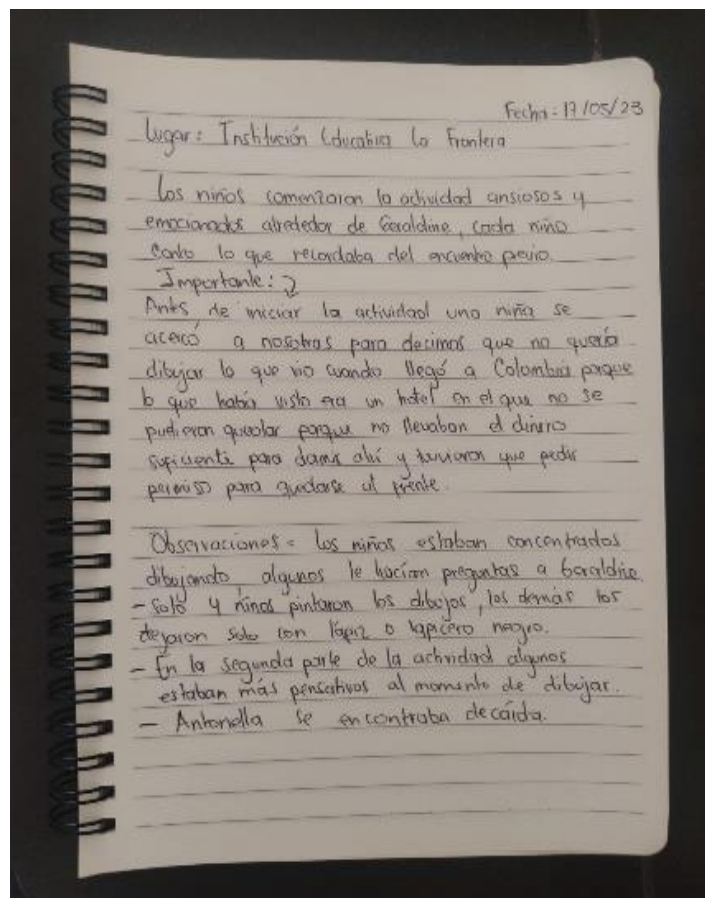 Fecha: 17/05/23
Lugar: Institución Educativa La Frontera
Los niños comenzaron la actividad ansiosos y
emocionados alrededor de Geraldine, cada niño
conto lo que recordaba del encuentro previo.
Importante:
Antes de iniciar la actividad una niña se
acercó a nosotras para decirnos que no quería
dibujar lo que vio cuando llegó a Colombia porque
lo que había visto era un hotel en el que no se
pudieron quedar porque no llevaban el dinero
suficiente para dormir ahí y tuvieron que pedir
permiso para quedarse al frente.
Observaciones = los niños estaban concentrados
dibujando, algunos le hacían preguntas a Geraldine
- Solo 4 niños pintaron los dibujos, los demás los
dejaron solo con lápiz o lapicero negro.
- En la segunda parte de la actividad algunos
estaban más pensativos al momento de dibujar.
- Antonella se encontraba decaída.